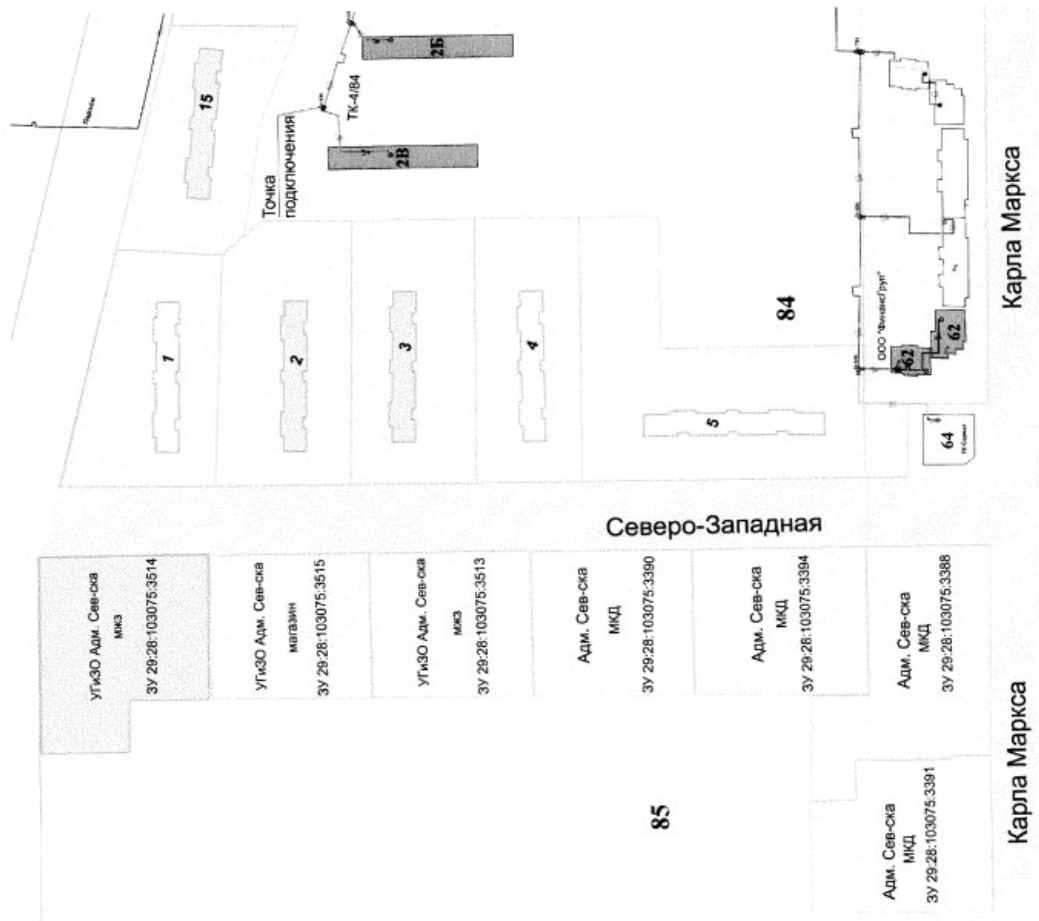 15
ТК-4/84
2Б
2В
Точка
подключения
1
2
3
4
5
84
ООО "ФинансГруп"
62
62
64
Карла Маркса
Северо-Западная
УГиЗО Адм. Сев-ска
мжз
ЗУ 29:28:103075:3514
УГиЗО Адм. Сев-ска
магазин
ЗУ 29:28:103075:3515
УГиЗО Адм. Сев-ска
мжз
ЗУ 29:28:103075:3513
Адм. Сев-ска
МКД
ЗУ 29:28:103075:3390
Адм. Сев-ска
МКД
ЗУ 29:28:103075:3394
Адм. Сев-ска
МКД
ЗУ 29:28:103075:3388
85
Адм. Сев-ска
МКД
ЗУ 29:28:103075:3391
Карла Маркса